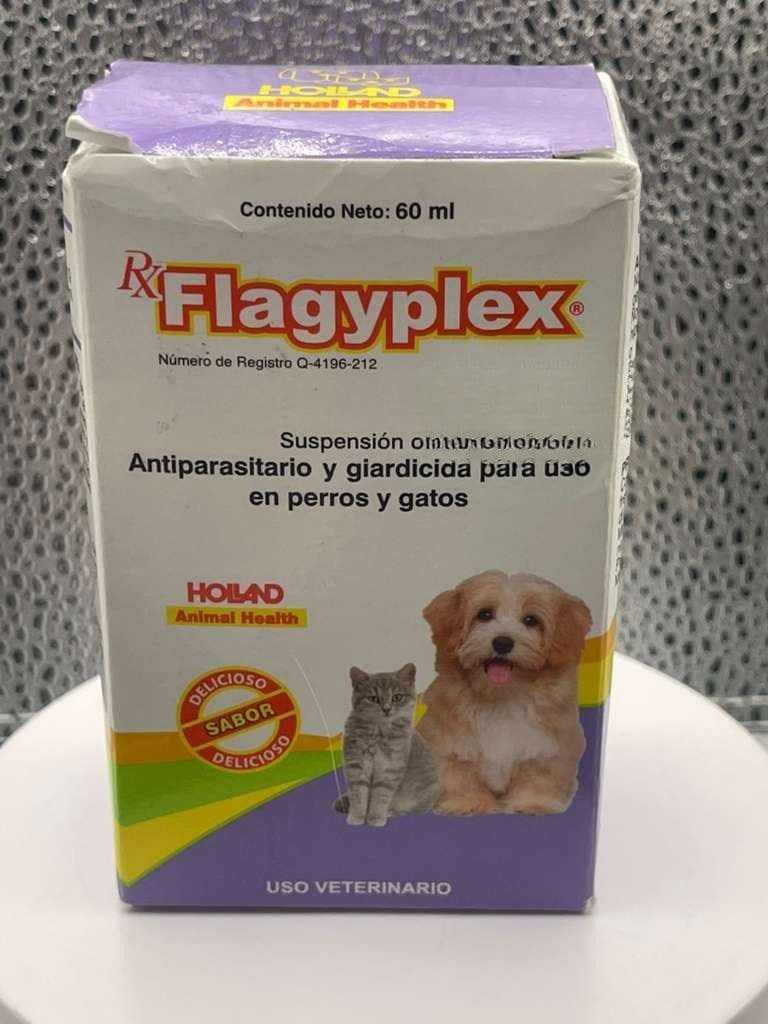 HOLLAND
Animal Health
Contenido Neto: 60 ml
Rx Flagyplex®
Número de Registro Q-4196-212
Suspensión
Antiparasitario y giardicida para uso
en perros y gatos
HOLLAND
Animal Health
DELICIOSO
SABOR
DELICIOSO
USO VETERINARIO